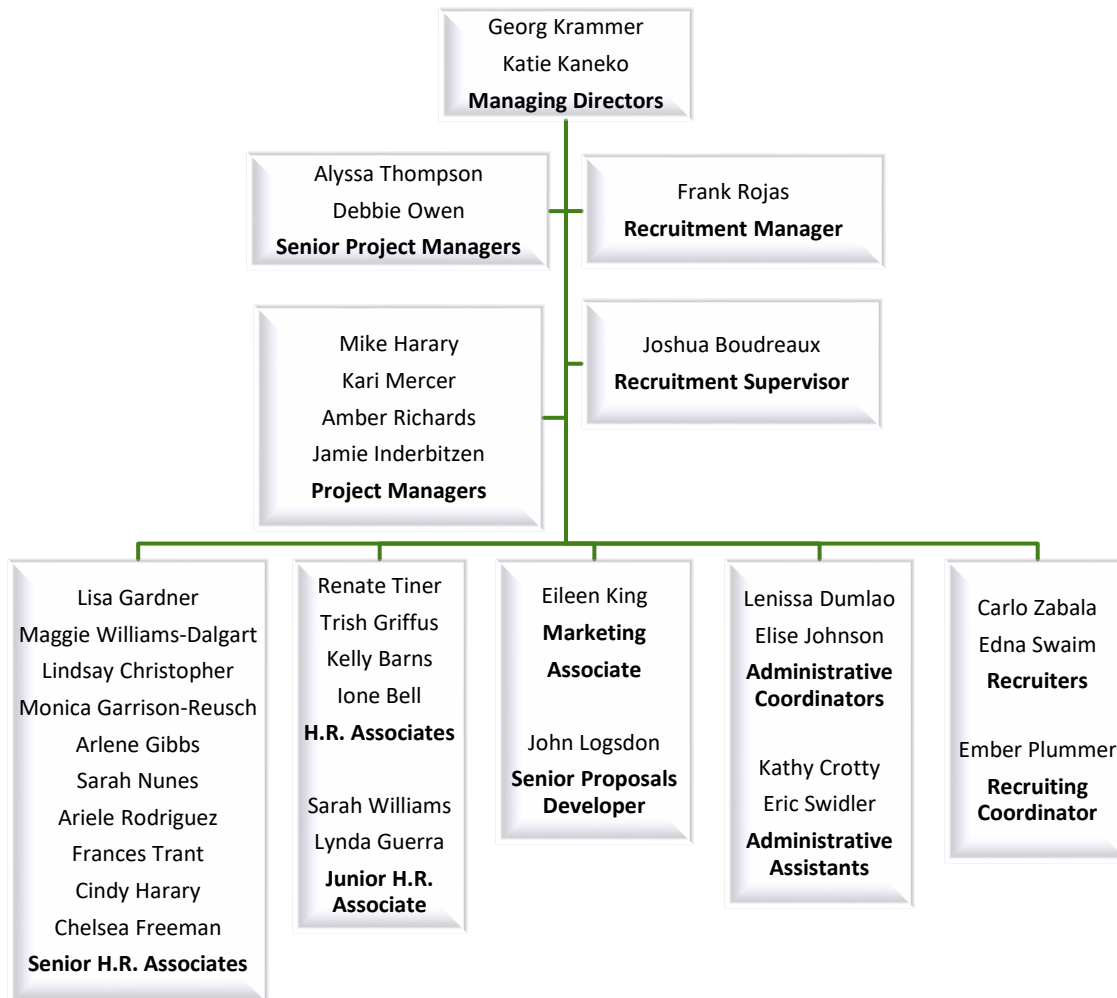 Georg Krammer
Katie Kaneko
Managing Directors
Alyssa Thompson
Debbie Owen
Senior Project Managers
Frank Rojas
Recruitment Manager
Mike Harary
Kari Mercer
Amber Richards
Jamie Inderbitzen
Project Managers
Joshua Boudreaux
Recruitment Supervisor
Lisa Gardner
Maggie Williams-Dalgart
Lindsay Christopher
Monica Garrison-Reusch
Arlene Gibbs
Sarah Nunes
Ariele Rodriguez
Frances Trant
Cindy Harary
Chelsea Freeman
Senior H.R. Associates
Renate Tiner
Trish Griffus
Kelly Barns
Ione Bell
H.R. Associates
Sarah Williams
Lynda Guerra
Junior H.R.
Associate
Eileen King
Marketing
Associate
John Logsdon
Senior Proposals
Developer
Lenissa Dumlao
Elise Johnson
Administrative
Coordinators
Kathy Crotty
Eric Swidler
Administrative
Assistants
Carlo Zabala
Edna Swaim
Recruiters
Ember Plummer
Recruiting
Coordinator